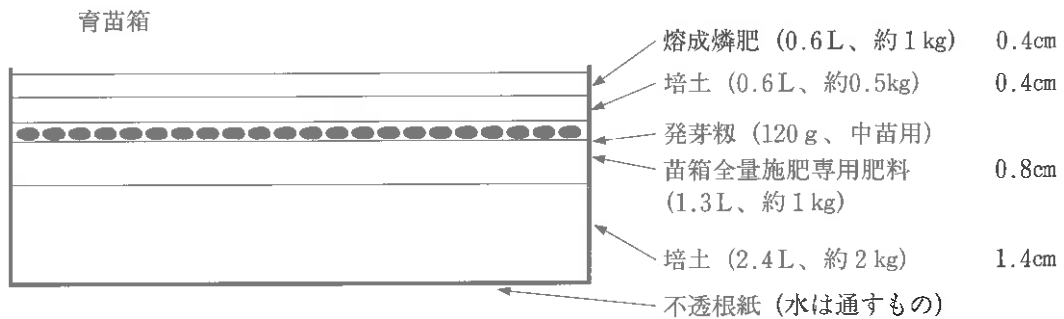 育苗箱
熔成燐肥 (0.6L、約1kg) 0.4cm
培土 (0.6L、約0.5kg) 0.4cm
発芽籾 (120g、中苗用)
苗箱全量施肥専用肥料 0.8cm
(1.3L、約1kg)
培土 (2.4L、約2kg) 1.4cm
不透根紙 (水は通すもの)